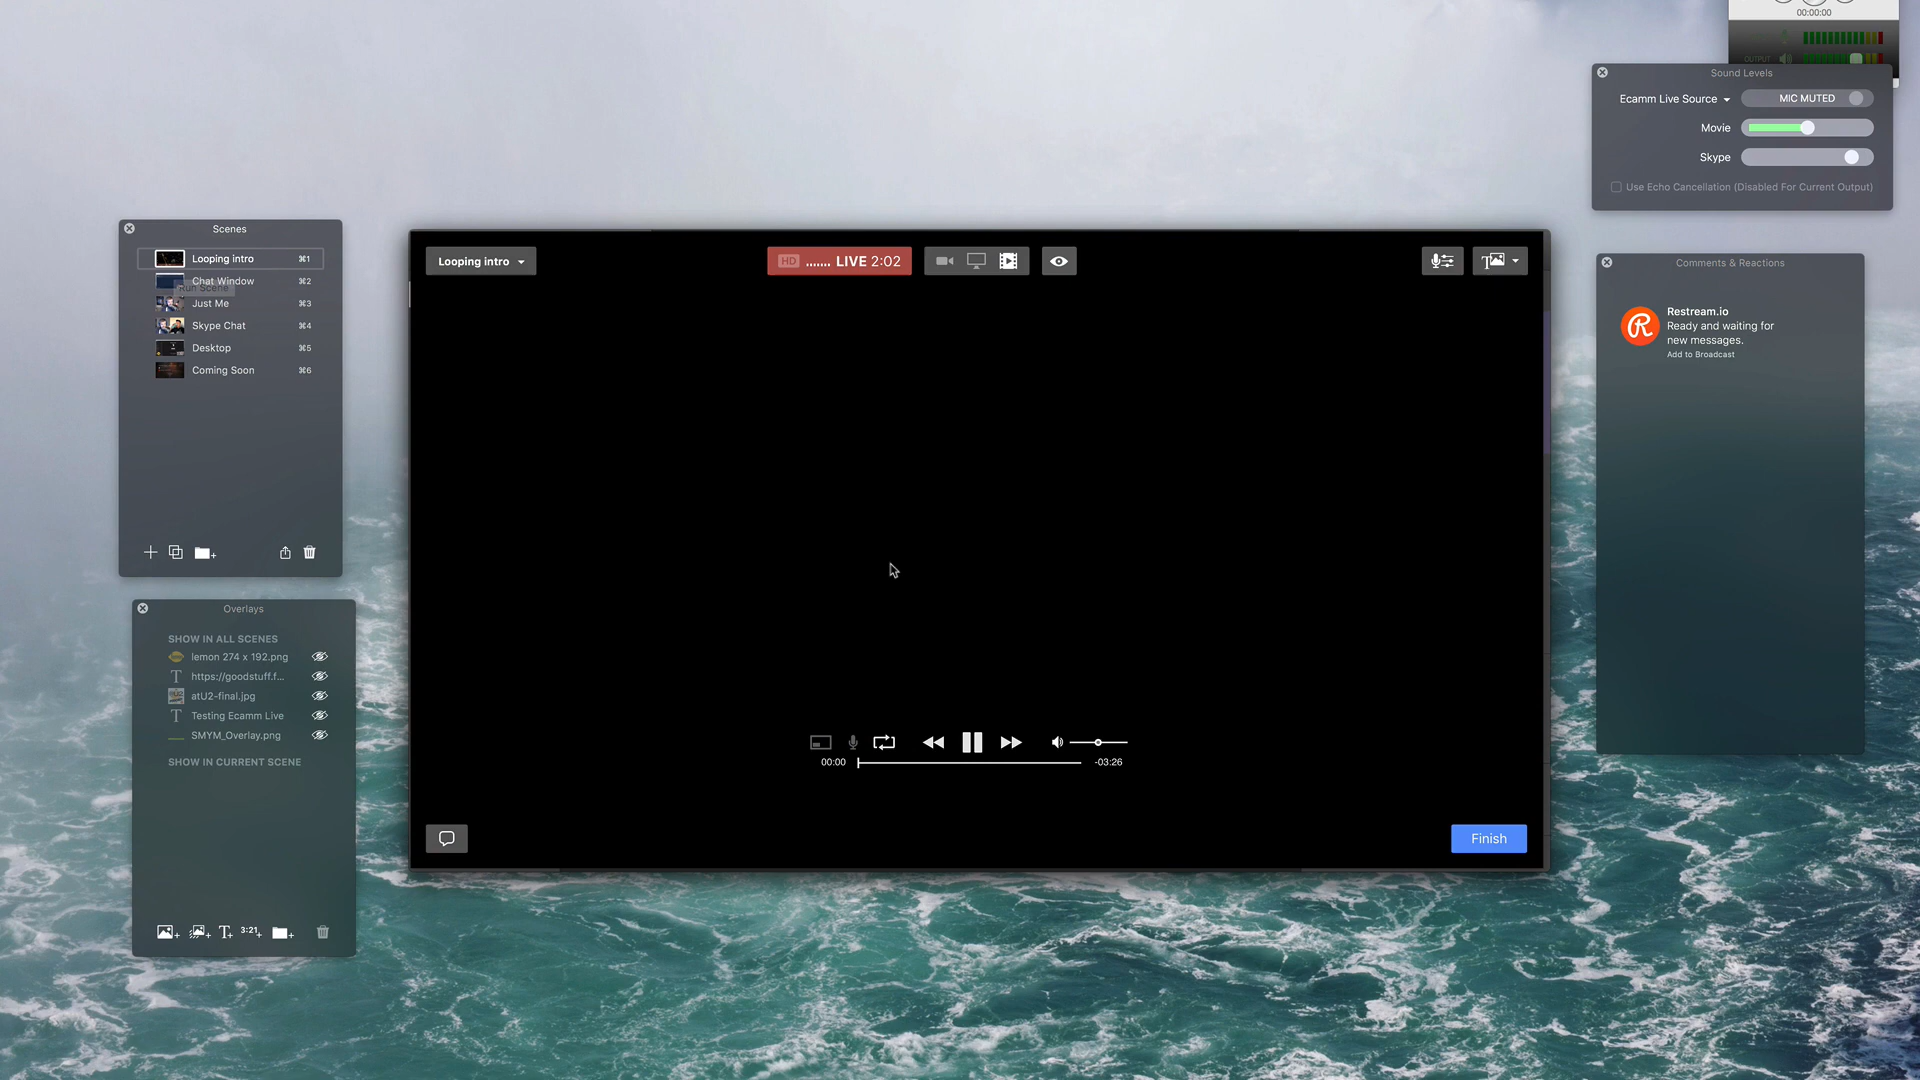 00:00:00
OUTPUT
Sound Levels
Ecamm Live Source
MIC MUTED
Movie
Skype
Use Echo Cancellation (Disabled For Current Output)
Scenes
Looping intro ⌘1
Chat Window ⌘2
Run Scene
Just Me ⌘3
Skype Chat ⌘4
Desktop ⌘5
Coming Soon ⌘6
Looping intro
HD ....... LIVE 2:02
Comments & Reactions
Restream.io
Ready and waiting for
new messages.
Add to Broadcast
Overlays
SHOW IN ALL SCENES
lemon 274 x 192.png
https://goodstuff.f...
atU2-final.jpg
Testing Ecamm Live
SMYM_Overlay.png
SHOW IN CURRENT SCENE
3:21
00:00
-03:26
Finish